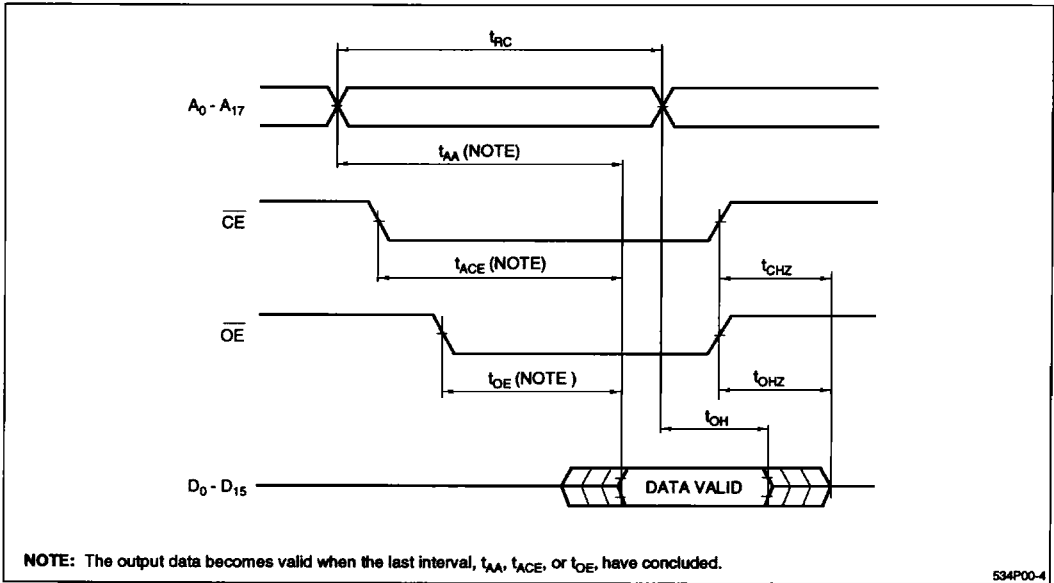 tRC
A0 - A17
tAA (NOTE)
CE
tACE (NOTE)
tCHZ
OE
tOE (NOTE )
tOHZ
tOH
D0 - D15
DATA VALID
NOTE: The output data becomes valid when the last interval, tAA, tACE, or tOE, have concluded.
534P00-4